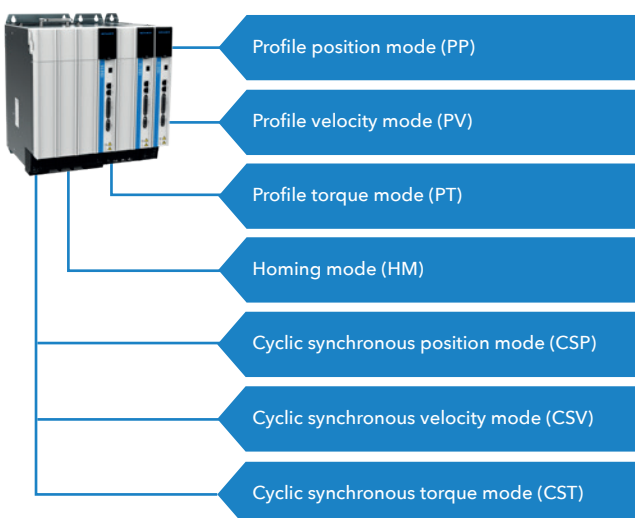 Profile position mode (PP)
Profile velocity mode (PV)
Profile torque mode (PT)
Homing mode (HM)
Cyclic synchronous position mode (CSP)
Cyclic synchronous velocity mode (CSV)
Cyclic synchronous torque mode (CST)